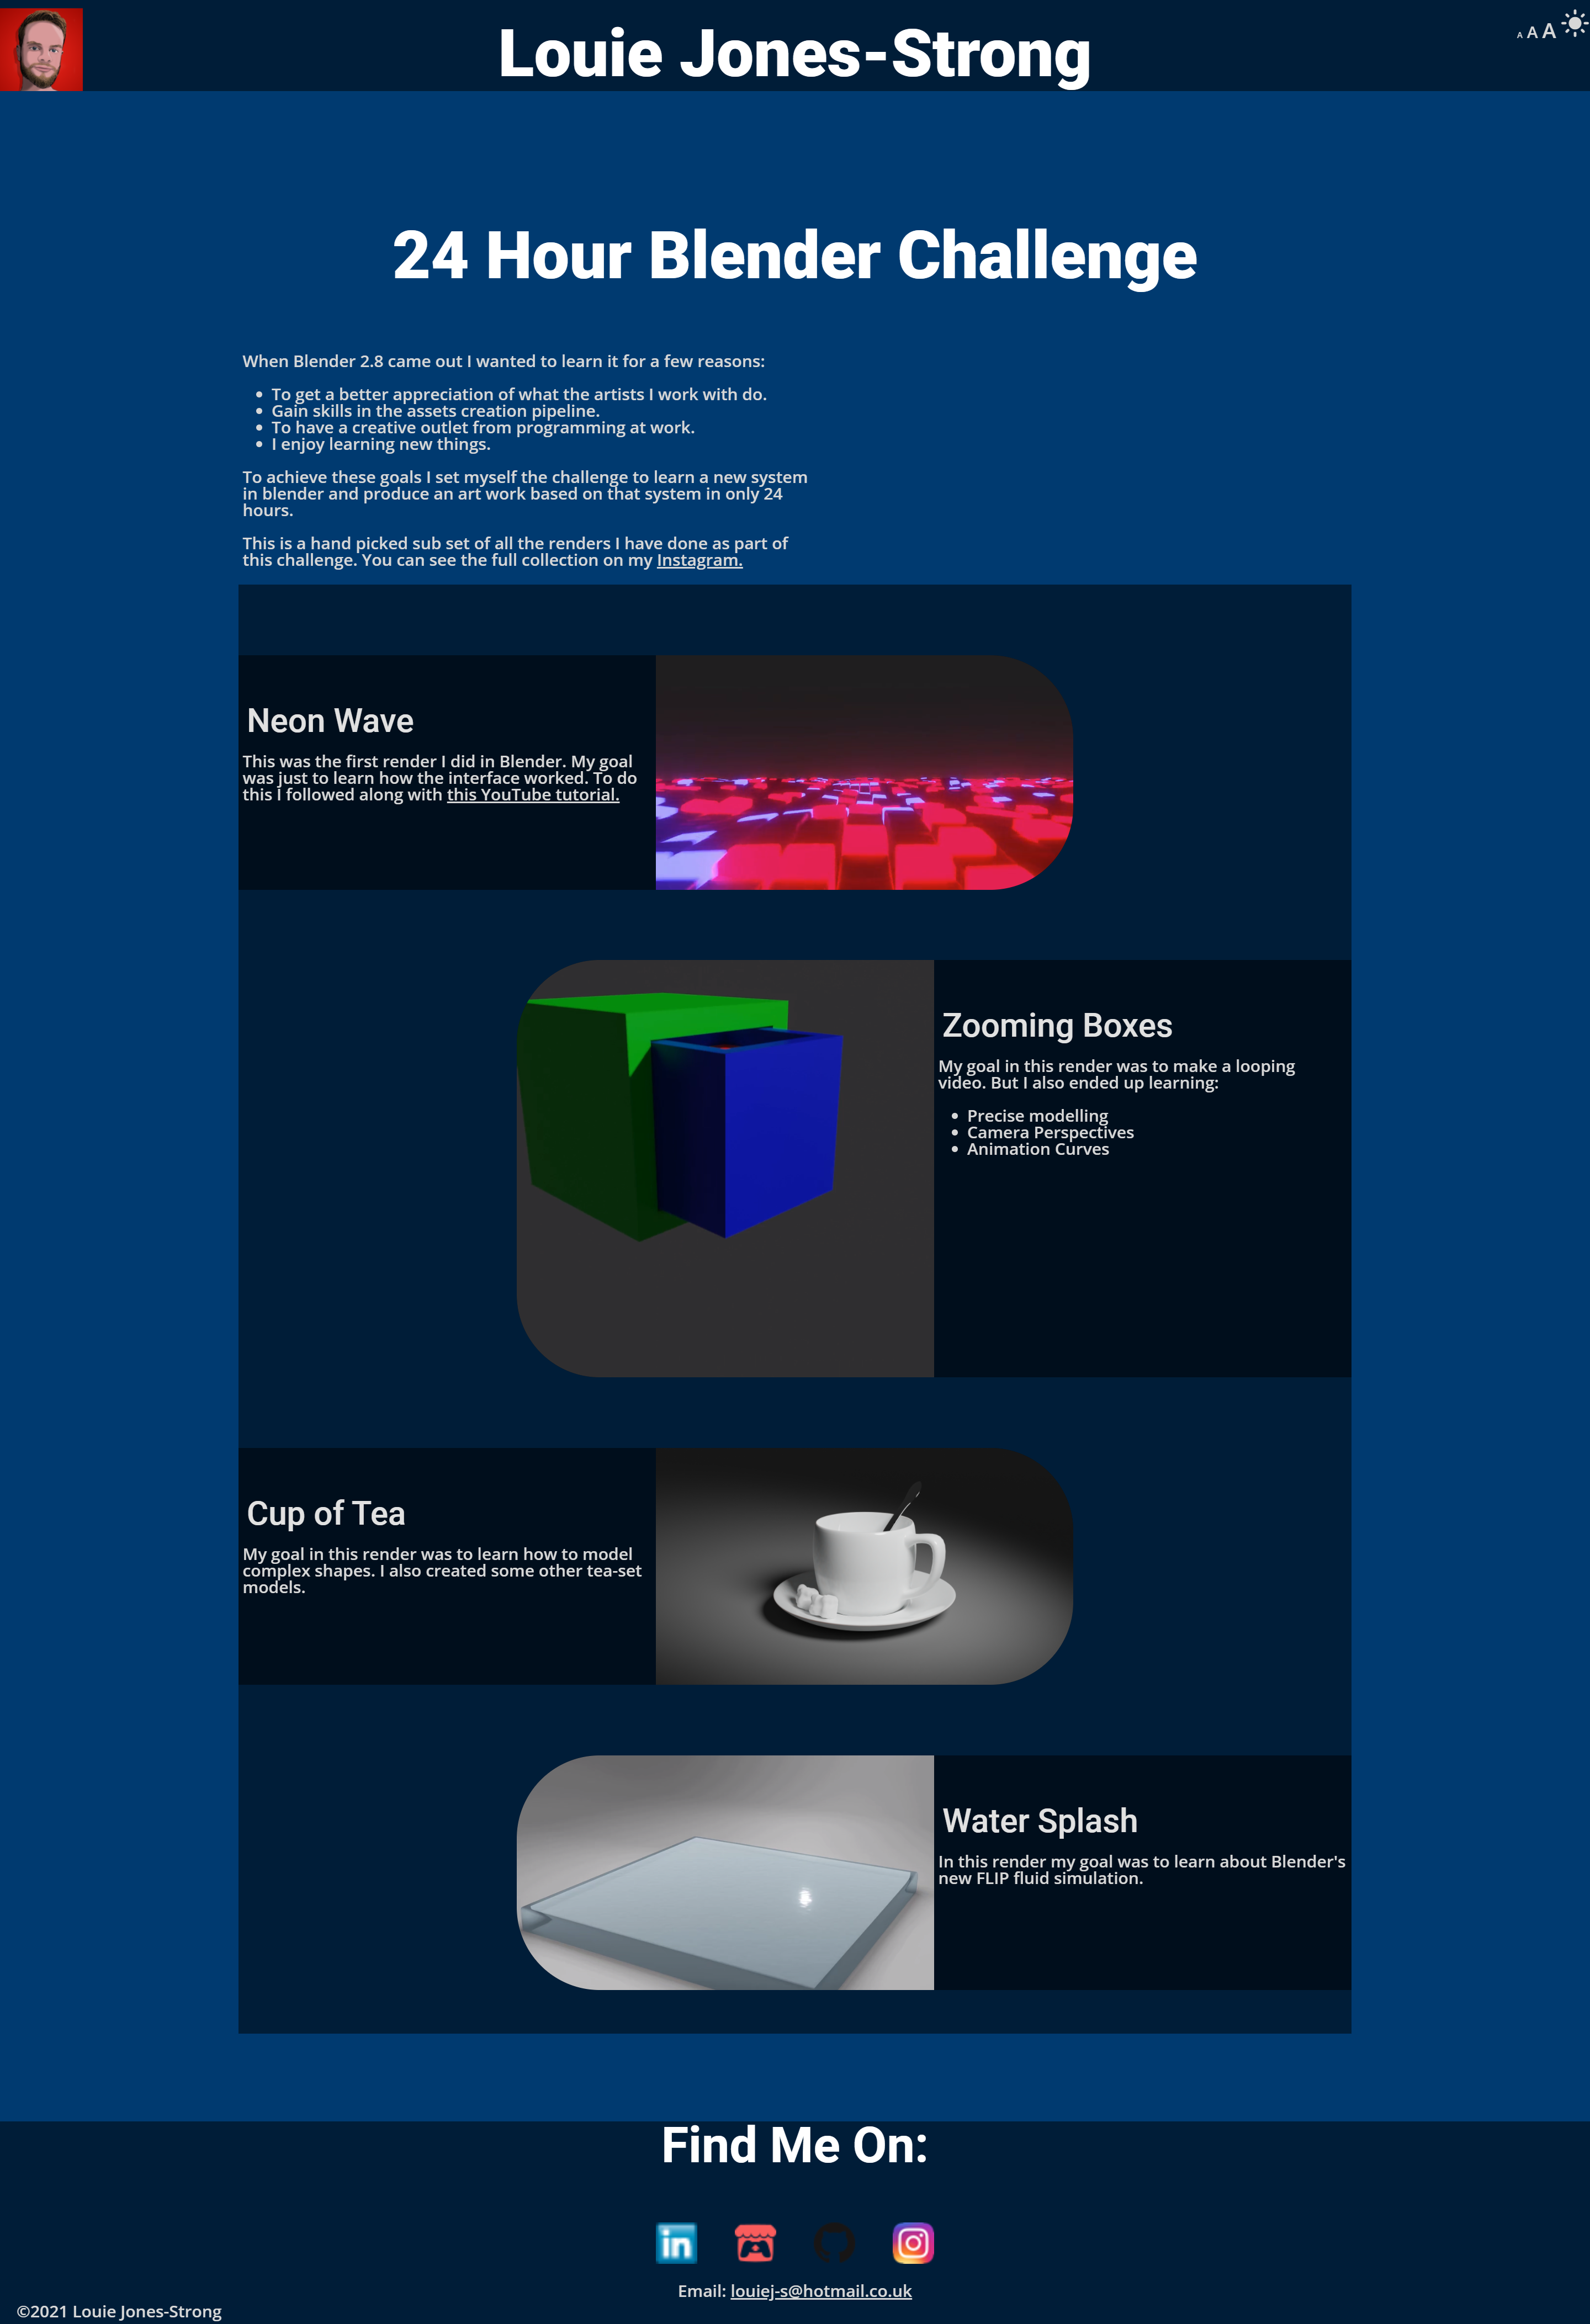 Louie Jones-Strong
A A A
24 Hour Blender Challenge
When Blender 2.8 came out I wanted to learn it for a few reasons:
• To get a better appreciation of what the artists I work with do.
• Gain skills in the assets creation pipeline.
• To have a creative outlet from programming at work.
• I enjoy learning new things.
To achieve these goals I set myself the challenge to learn a new system
in blender and produce an art work based on that system in only 24
hours.
This is a hand picked sub set of all the renders I have done as part of
this challenge. You can see the full collection on my Instagram.
Neon Wave
This was the first render I did in Blender. My goal
was just to learn how the interface worked. To do
this I followed along with this YouTube tutorial.
Zooming Boxes
My goal in this render was to make a looping
video. But I also ended up learning:
• Precise modelling
• Camera Perspectives
• Animation Curves
Cup of Tea
My goal in this render was to learn how to model
complex shapes. I also created some other tea-set
models.
Water Splash
In this render my goal was to learn about Blender's
new FLIP fluid simulation.
Find Me On:
in
Email: louiej-s@hotmail.co.uk
©2021 Louie Jones-Strong